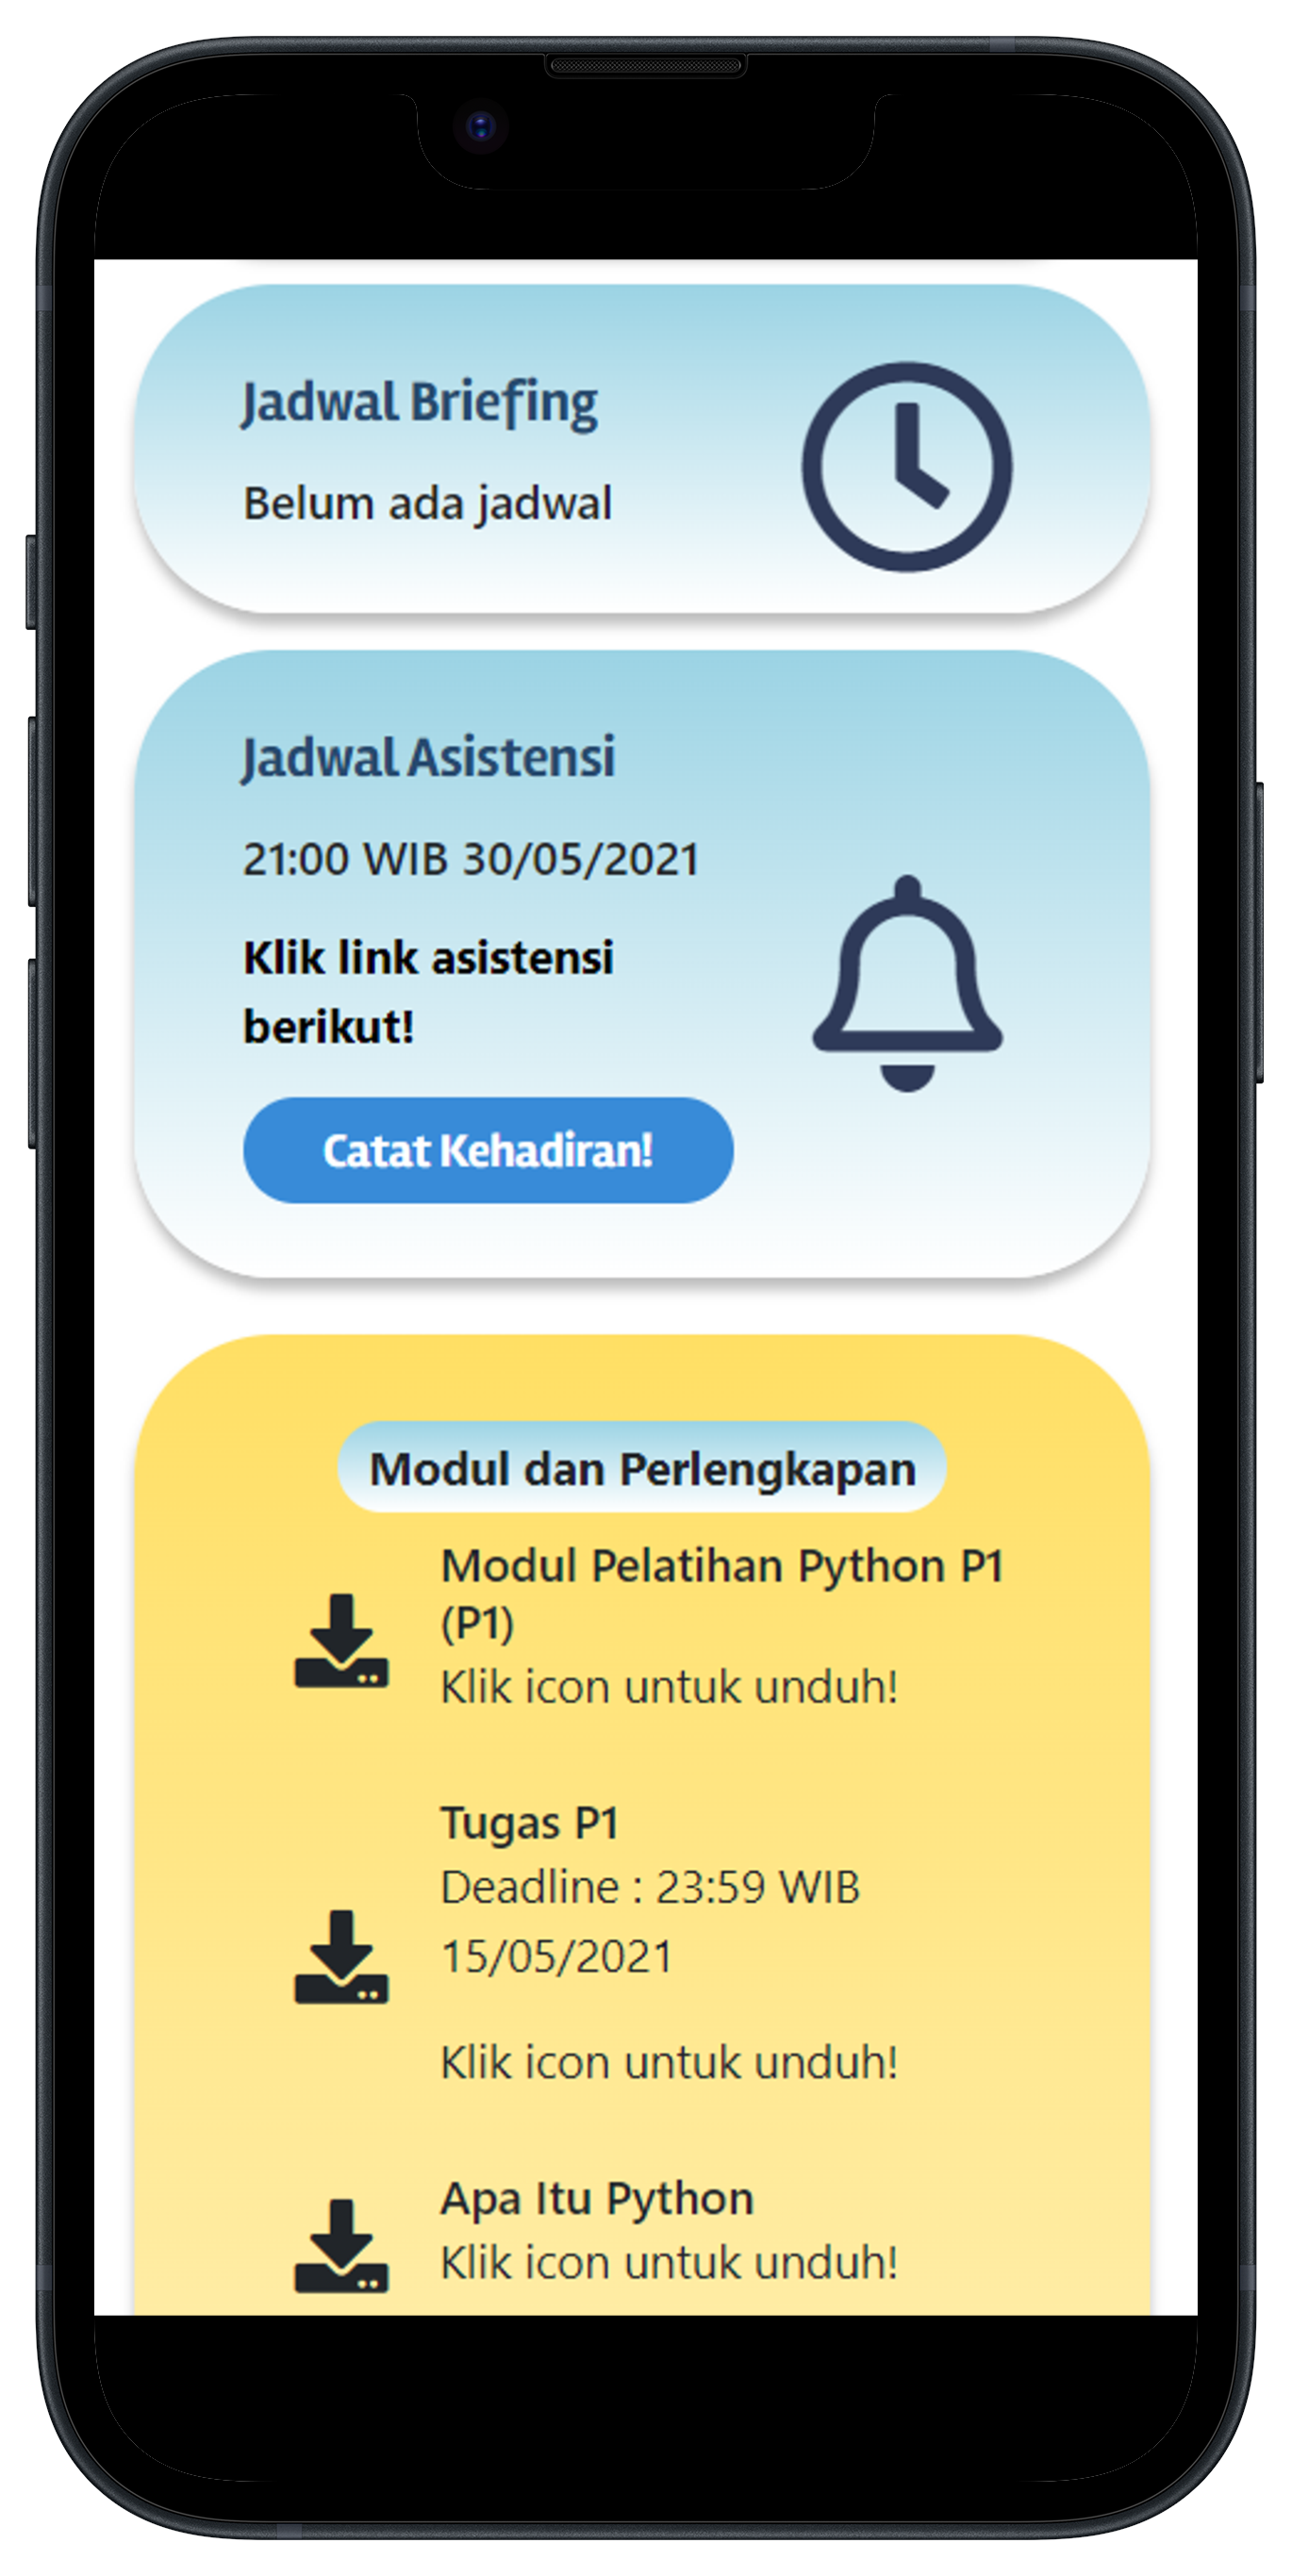 Jadwal Briefing
Belum ada jadwal
Jadwal Asistensi
21:00 WIB 30/05/2021
Klik link asistensi
berikut!
Catat Kehadiran!
Modul dan Perlengkapan
Modul Pelatihan Python P1
(P1)
Klik icon untuk unduh!
Tugas P1
Deadline : 23:59 WIB
15/05/2021
Klik icon untuk unduh!
Apa Itu Python
Klik icon untuk unduh!